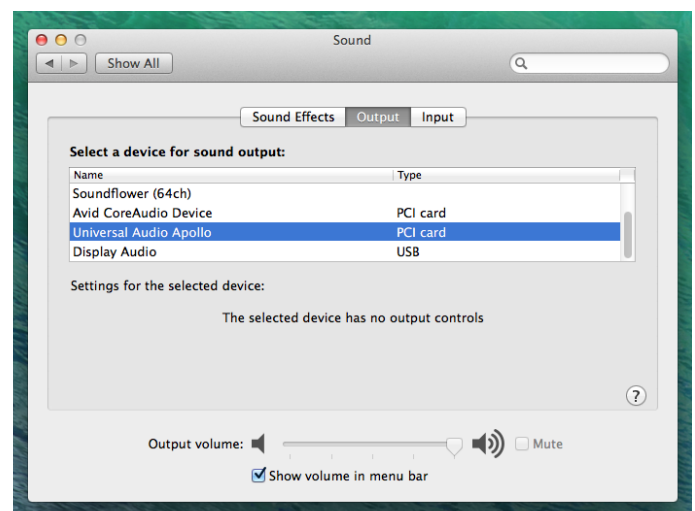 Sound
Show All
Sound Effects Output Input
Select a device for sound output:
Name Type
Soundflower (64ch)
Avid CoreAudio Device PCI card
Universal Audio Apollo PCI card
Display Audio USB
Settings for the selected device:
The selected device has no output controls
?
Output volume: Mute
Show volume in menu bar